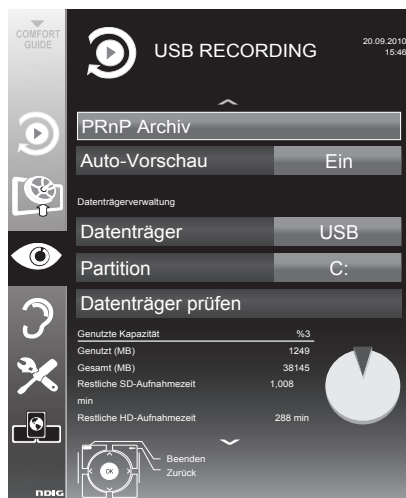 COMFORT
GUIDE
USB RECORDING
20.09.2010
15:46
PRnP Archiv
Auto-Vorschau Ein
Datenträgerverwaltung
Datenträger USB
Partition C:
Datenträger prüfen
Genutzte Kapazität %3
Genutzt (MB) 1249
Gesamt (MB) 38145
Restliche SD-Aufnahmezeit 1,008
min
Restliche HD-Aufnahmezeit 288 min
Beenden
Zurück
OK
NDIG